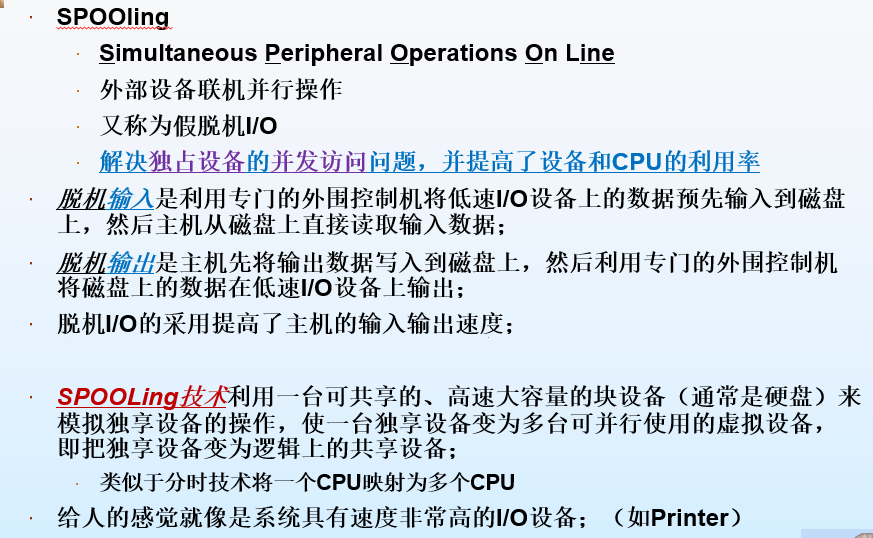 SPOOling
Simultaneous Peripheral Operations On Line
外部设备联机并行操作
又称为假脱机I/O
解决独占设备的并发访问问题，并提高了设备和CPU的利用率
脱机输入是利用专门的外围控制机将低速I/O设备上的数据预先输入到磁盘
上，然后主机从磁盘上直接读取输入数据；
脱机输出是主机先将输出数据写入到磁盘上，然后利用专门的外围控制机
将磁盘上的数据在低速I/O设备上输出；
脱机I/O的采用提高了主机的输入输出速度；
SPOOLing技术利用一台可共享的、高速大容量的块设备（通常是硬盘）来
模拟独享设备的操作，使一台独享设备变为多台可并行使用的虚拟设备，
即把独享设备变为逻辑上的共享设备；
类似于分时技术将一个CPU映射为多个CPU
给人的感觉就像是系统具有速度非常高的I/O设备；（如Printer）